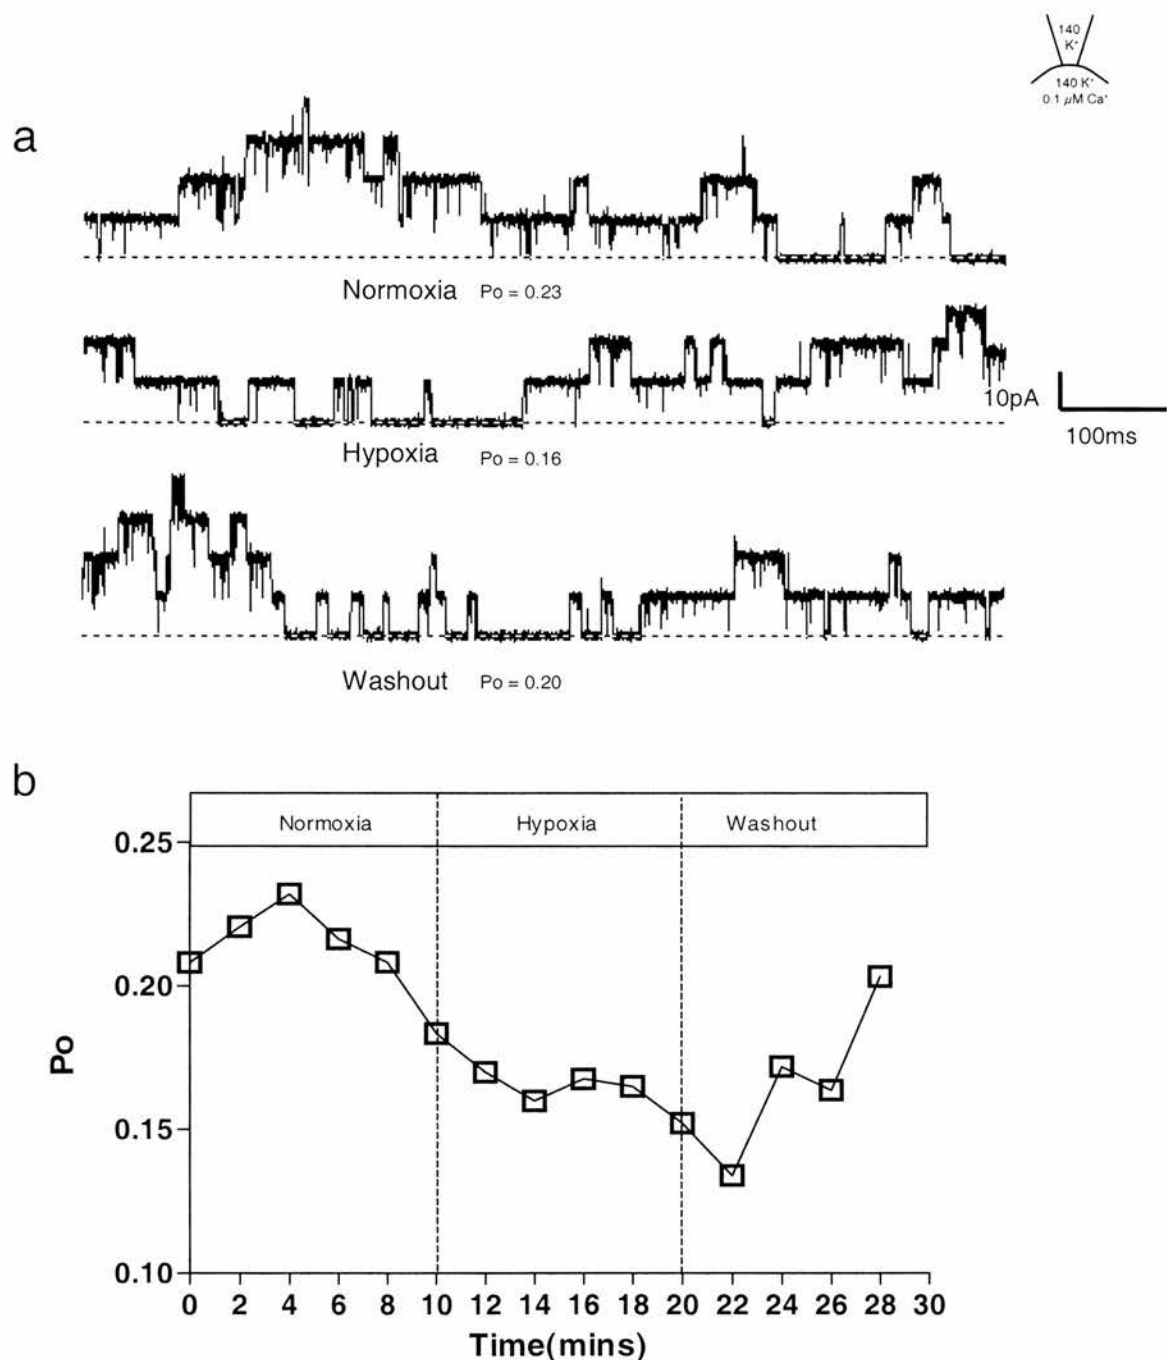 140
K⁺
140 K⁺
0.1 µM Ca⁺
a
Normoxia Po = 0.23
10pA
100ms
Hypoxia Po = 0.16
Washout Po = 0.20
b
Normoxia Hypoxia Washout
0.25
0.20
0.15
0.10
Po
0 2 4 6 8 10 12 14 16 18 20 22 24 26 28 30
Time(mins)